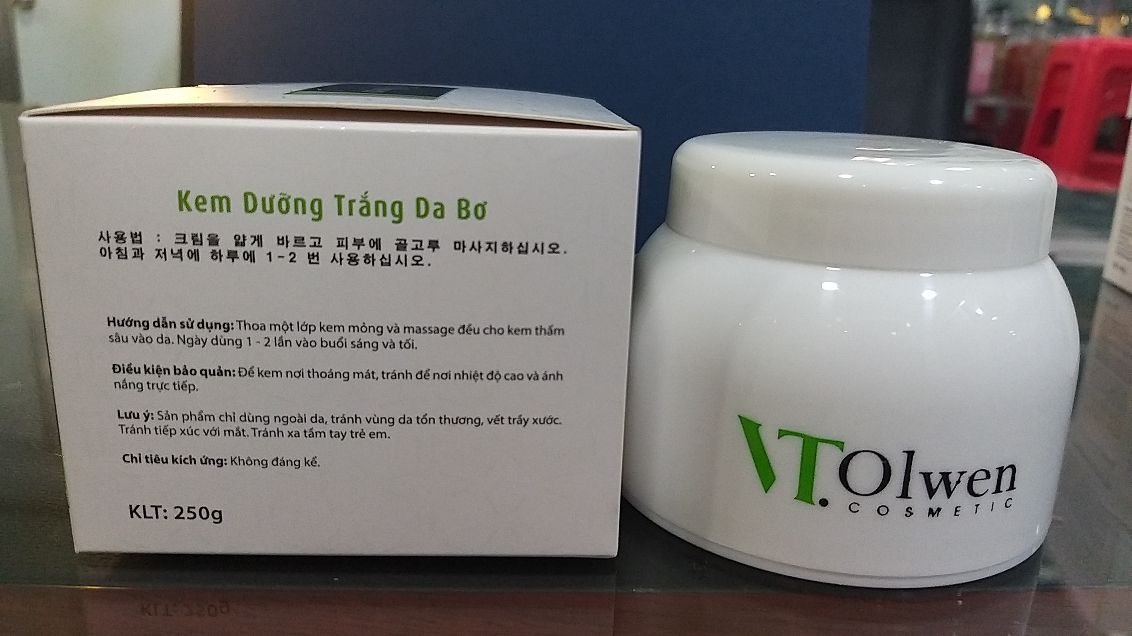 Kem Dưỡng Trắng Da Bơ
사용법 : 크림을 얇게 바르고 피부에 골고루 마사지하십시오.
아침과 저녁에 하루에 1-2 번 사용하십시오.
Hướng dẫn sử dụng: Thoa một lớp kem mỏng và massage đều cho kem thấm
sâu vào da. Ngày dùng 1 - 2 lần vào buổi sáng và tối.
Điều kiện bảo quản: Để kem nơi thoáng mát, tránh để nơi nhiệt độ cao và ánh
nắng trực tiếp.
Lưu ý: Sản phẩm chỉ dùng ngoài da, tránh vùng da tổn thương, vết trầy xước.
Tránh tiếp xúc với mắt. Tránh xa tầm tay trẻ em.
Chỉ tiêu kích ứng: Không đáng kể.
KLT: 250g
VT.Olwen
COSMETIC